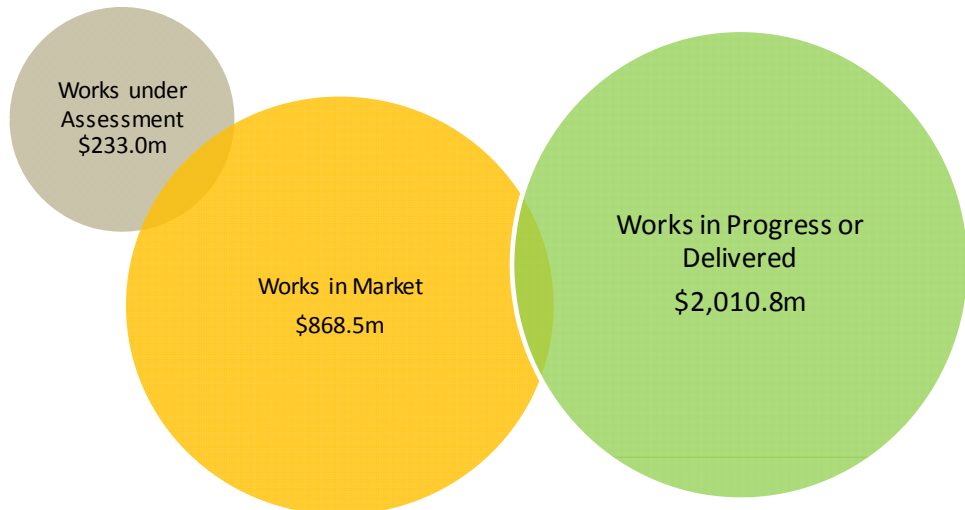 Works under
Assessment
$233.0m
Works in Market
$868.5m
Works in Progress or
Delivered
$2,010.8m